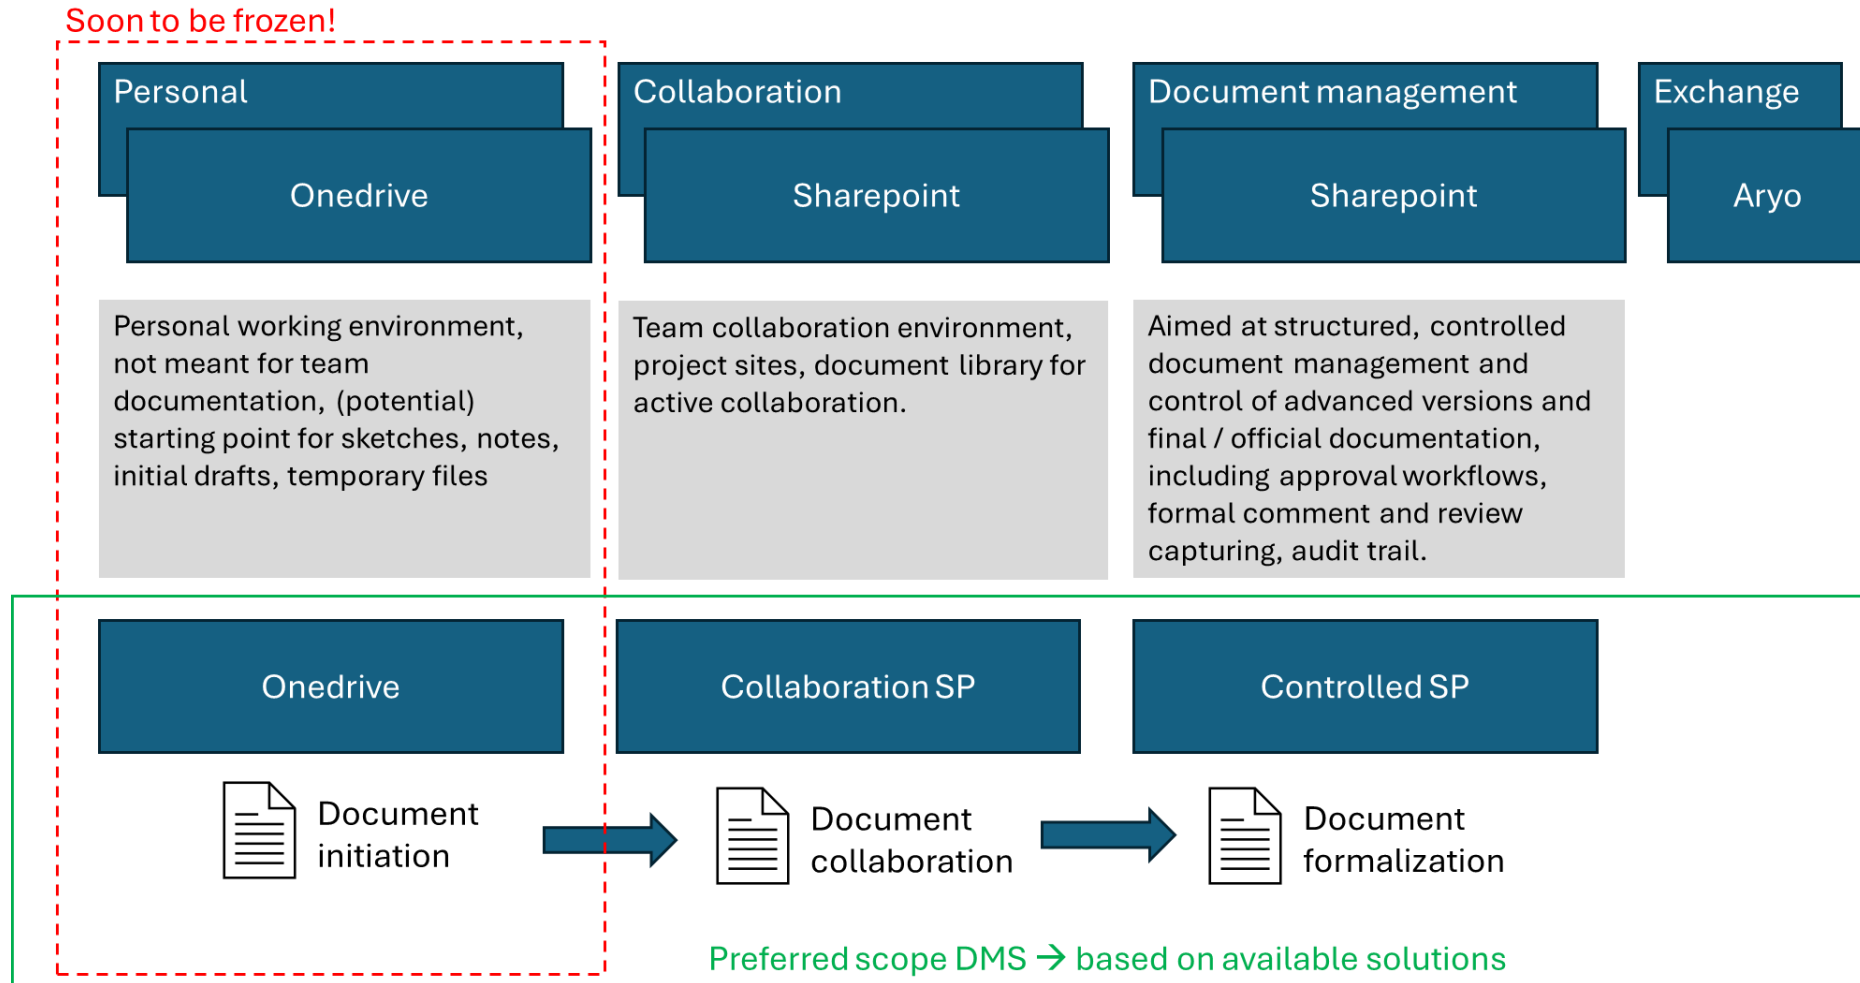 Soon to be frozen!
Personal
Onedrive
Collaboration
Sharepoint
Document management
Sharepoint
Exchange
Aryo
Personal working environment,
not meant for team
documentation, (potential)
starting point for sketches, notes,
initial drafts, temporary files
Team collaboration environment,
project sites, document library for
active collaboration.
Aimed at structured, controlled
document management and
control of advanced versions and
final / official documentation,
including approval workflows,
formal comment and review
capturing, audit trail.
Onedrive
Collaboration SP
Controlled SP
Document
initiation
Document
collaboration
Document
formalization
Preferred scope DMS → based on available solutions